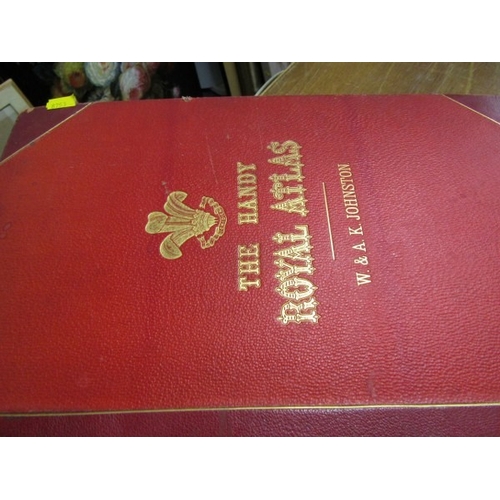 THE HANDY
ROYAL ATLAS
W. & A. K. JOHNSTON